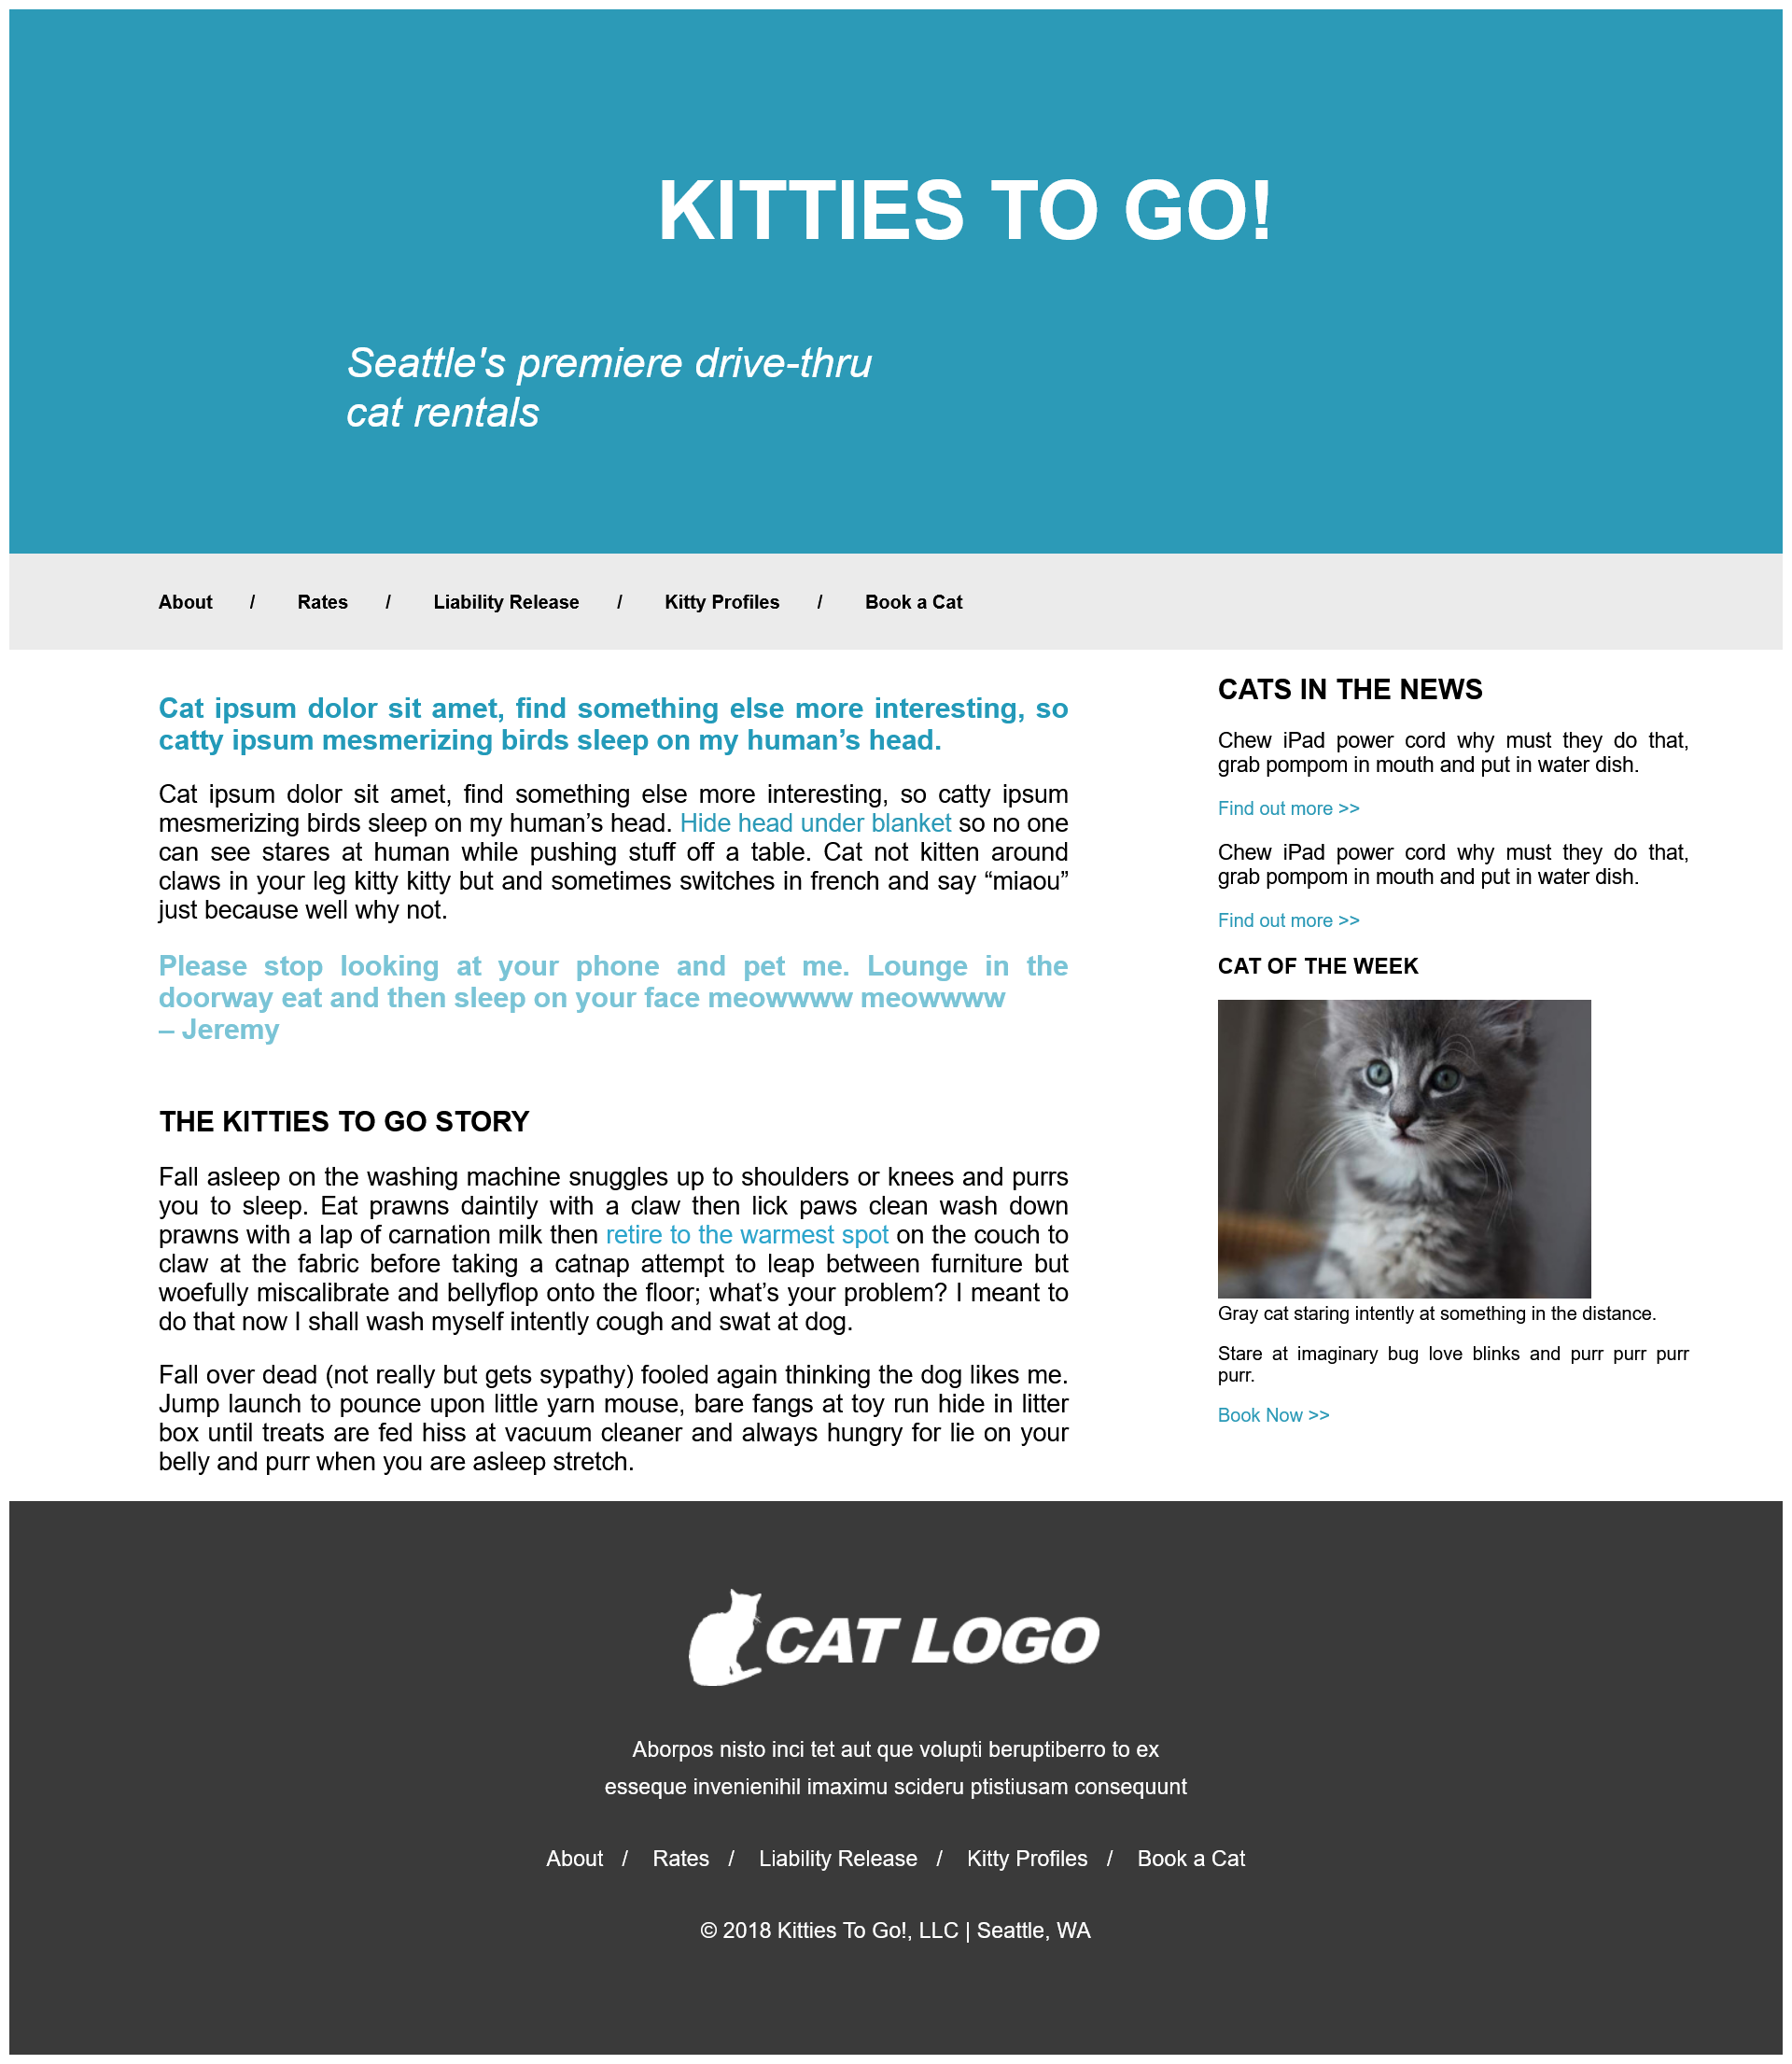 KITTIES TO GO!
Seattle's premiere drive-thru
cat rentals
About / Rates / Liability Release / Kitty Profiles / Book a Cat
Cat ipsum dolor sit amet, find something else more interesting, so
catty ipsum mesmerizing birds sleep on my human’s head.
Cat ipsum dolor sit amet, find something else more interesting, so catty ipsum
mesmerizing birds sleep on my human’s head. Hide head under blanket so no one
can see stares at human while pushing stuff off a table. Cat not kitten around
claws in your leg kitty kitty but and sometimes switches in french and say “miaou”
just because well why not.
Please stop looking at your phone and pet me. Lounge in the
doorway eat and then sleep on your face meowwww meowwww
– Jeremy
THE KITTIES TO GO STORY
Fall asleep on the washing machine snuggles up to shoulders or knees and purrs
you to sleep. Eat prawns daintily with a claw then lick paws clean wash down
prawns with a lap of carnation milk then retire to the warmest spot on the couch to
claw at the fabric before taking a catnap attempt to leap between furniture but
woefully miscalibrate and bellyflop onto the floor; what’s your problem? I meant to
do that now I shall wash myself intently cough and swat at dog.
Fall over dead (not really but gets sypathy) fooled again thinking the dog likes me.
Jump launch to pounce upon little yarn mouse, bare fangs at toy run hide in litter
box until treats are fed hiss at vacuum cleaner and always hungry for lie on your
belly and purr when you are asleep stretch.
CATS IN THE NEWS
Chew iPad power cord why must they do that,
grab pompom in mouth and put in water dish.
Find out more >>
Chew iPad power cord why must they do that,
grab pompom in mouth and put in water dish.
Find out more >>
CAT OF THE WEEK
Gray cat staring intently at something in the distance.
Stare at imaginary bug love blinks and purr purr purr
purr.
Book Now >>
CAT LOGO
Aborpos nisto inci tet aut que volupti beruptiberro to ex
esseque invenienihil imaximu scideru ptistiusam consequunt
About / Rates / Liability Release / Kitty Profiles / Book a Cat
© 2018 Kitties To Go!, LLC | Seattle, WA